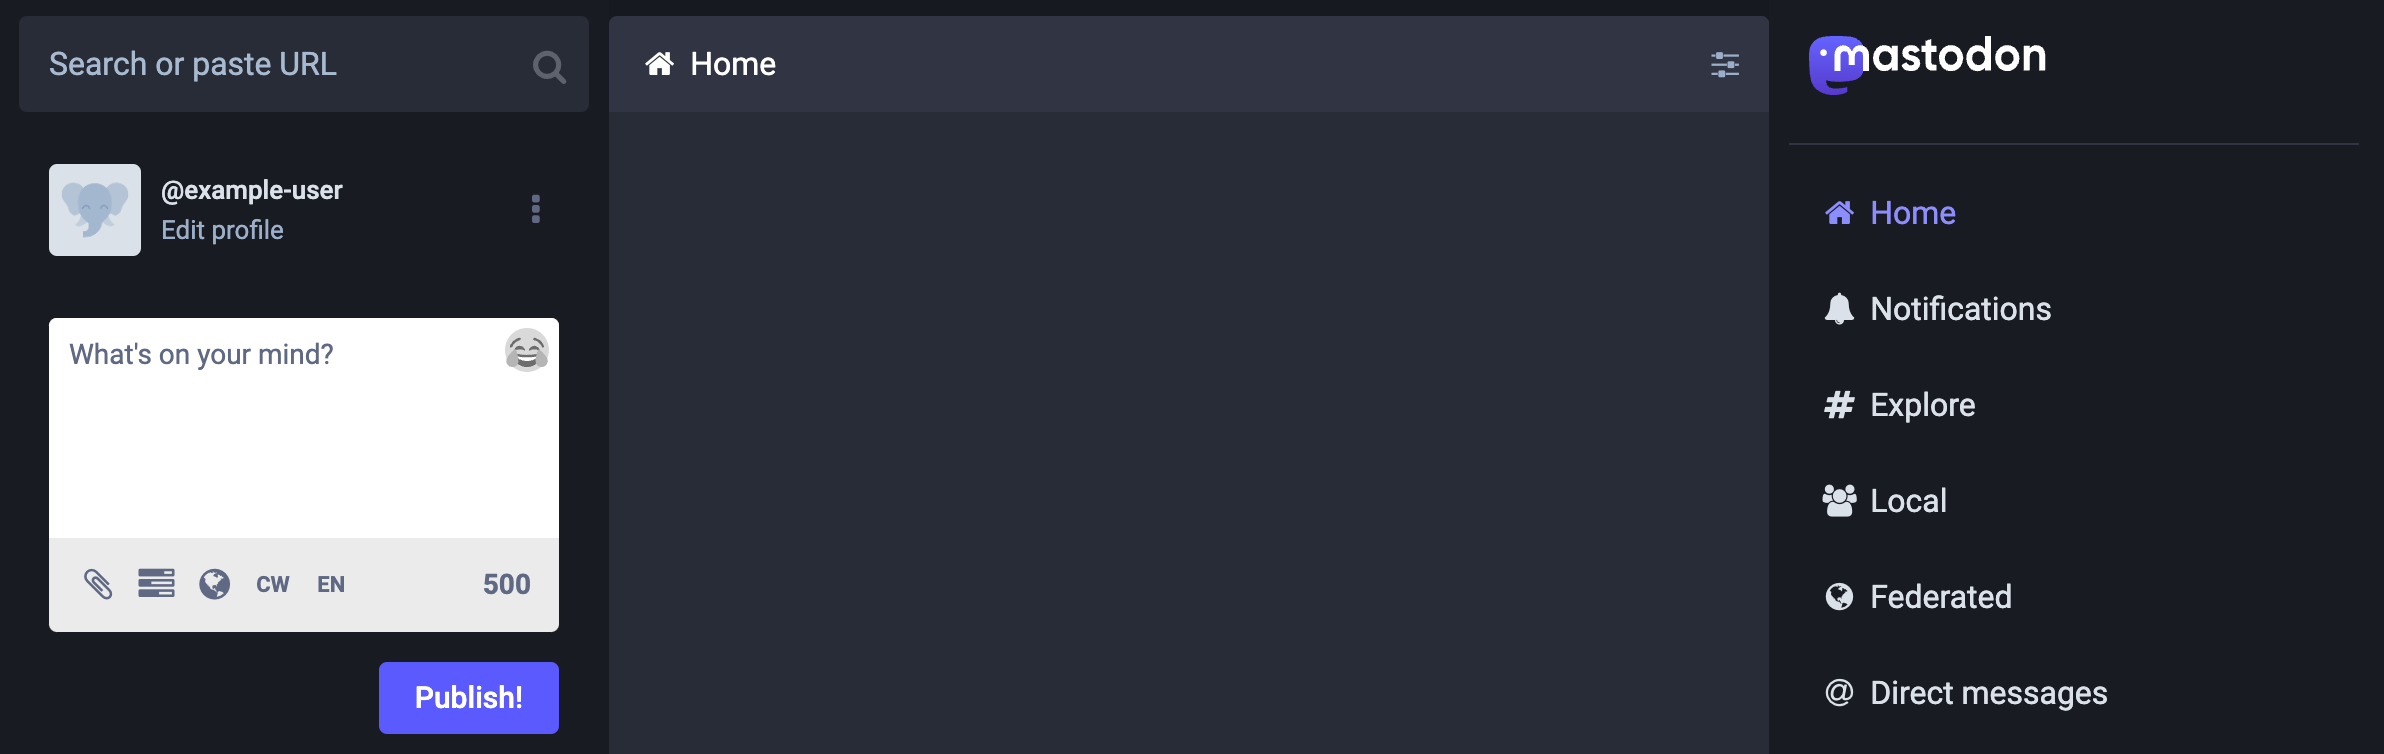 Search or paste URL
@example-user
Edit profile
What's on your mind?
CW EN 500
Publish!
Home
mastodon
Home
Notifications
# Explore
Local
Federated
@ Direct messages